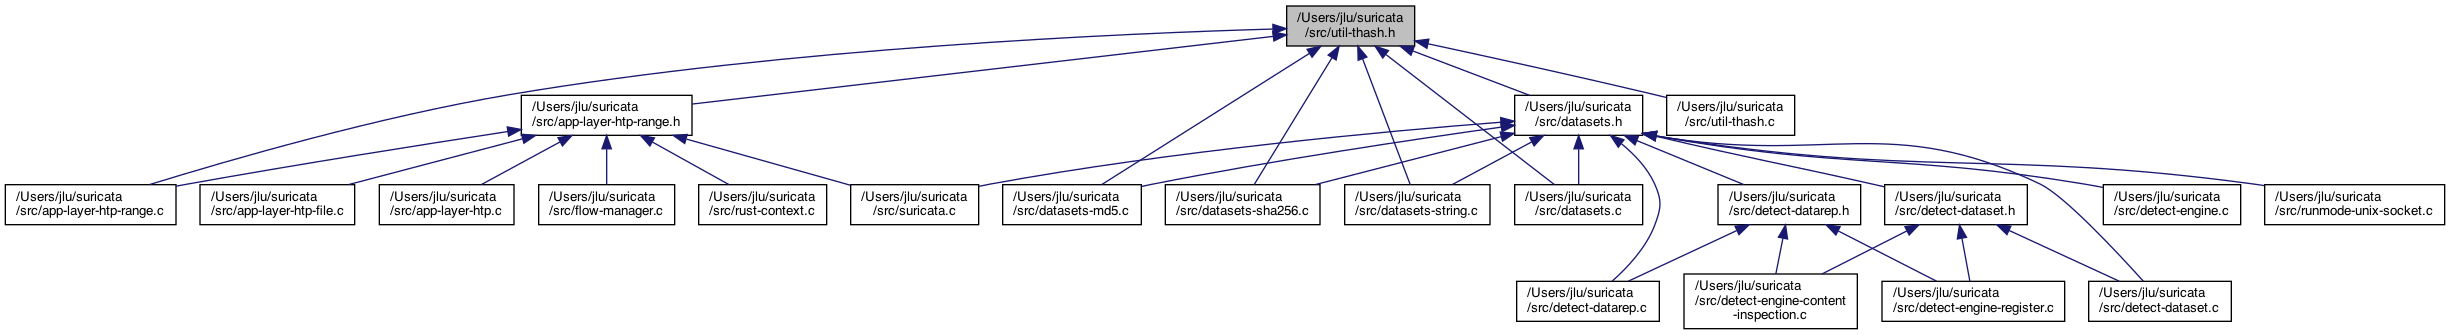 /Users/jlu/suricata
/src/util-thash.h
/Users/jlu/suricata
/src/app-layer-htp-range.h
/Users/jlu/suricata
/src/datasets.h
/Users/jlu/suricata
/src/util-thash.c
/Users/jlu/suricata
/src/app-layer-htp-range.c
/Users/jlu/suricata
/src/app-layer-htp-file.c
/Users/jlu/suricata
/src/app-layer-htp.c
/Users/jlu/suricata
/src/flow-manager.c
/Users/jlu/suricata
/src/rust-context.c
/Users/jlu/suricata
/src/suricata.c
/Users/jlu/suricata
/src/datasets-md5.c
/Users/jlu/suricata
/src/datasets-sha256.c
/Users/jlu/suricata
/src/datasets-string.c
/Users/jlu/suricata
/src/datasets.c
/Users/jlu/suricata
/src/detect-datarep.h
/Users/jlu/suricata
/src/detect-dataset.h
/Users/jlu/suricata
/src/detect-engine.c
/Users/jlu/suricata
/src/runmode-unix-socket.c
/Users/jlu/suricata
/src/detect-datarep.c
/Users/jlu/suricata
/src/detect-engine-content
-inspection.c
/Users/jlu/suricata
/src/detect-engine-register.c
/Users/jlu/suricata
/src/detect-dataset.c